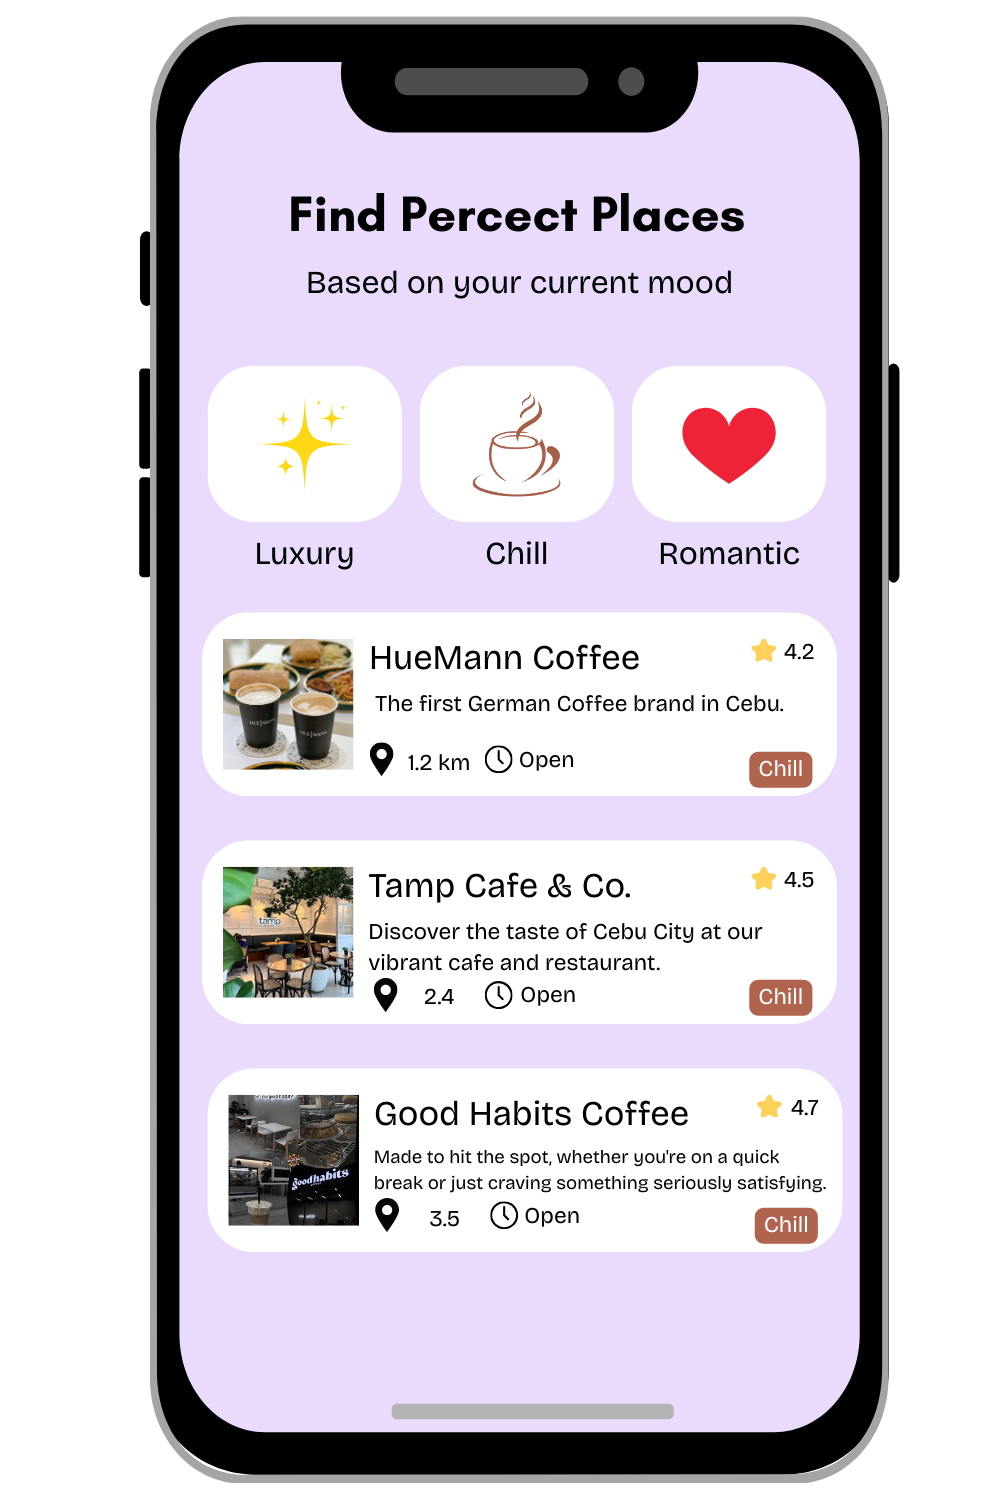 Find Percect Places
Based on your current mood
Luxury
Chill
Romantic
HueMann Coffee
4.2
The first German Coffee brand in Cebu.
1.2 km
Open
Chill
Tamp Cafe & Co.
4.5
tamp
Discover the taste of Cebu City at our
vibrant cafe and restaurant.
2.4
Open
Chill
Good Habits Coffee
4.7
Made to hit the spot, whether you're on a quick
break or just craving something seriously satisfying.
goodhabits
3.5
Open
Chill